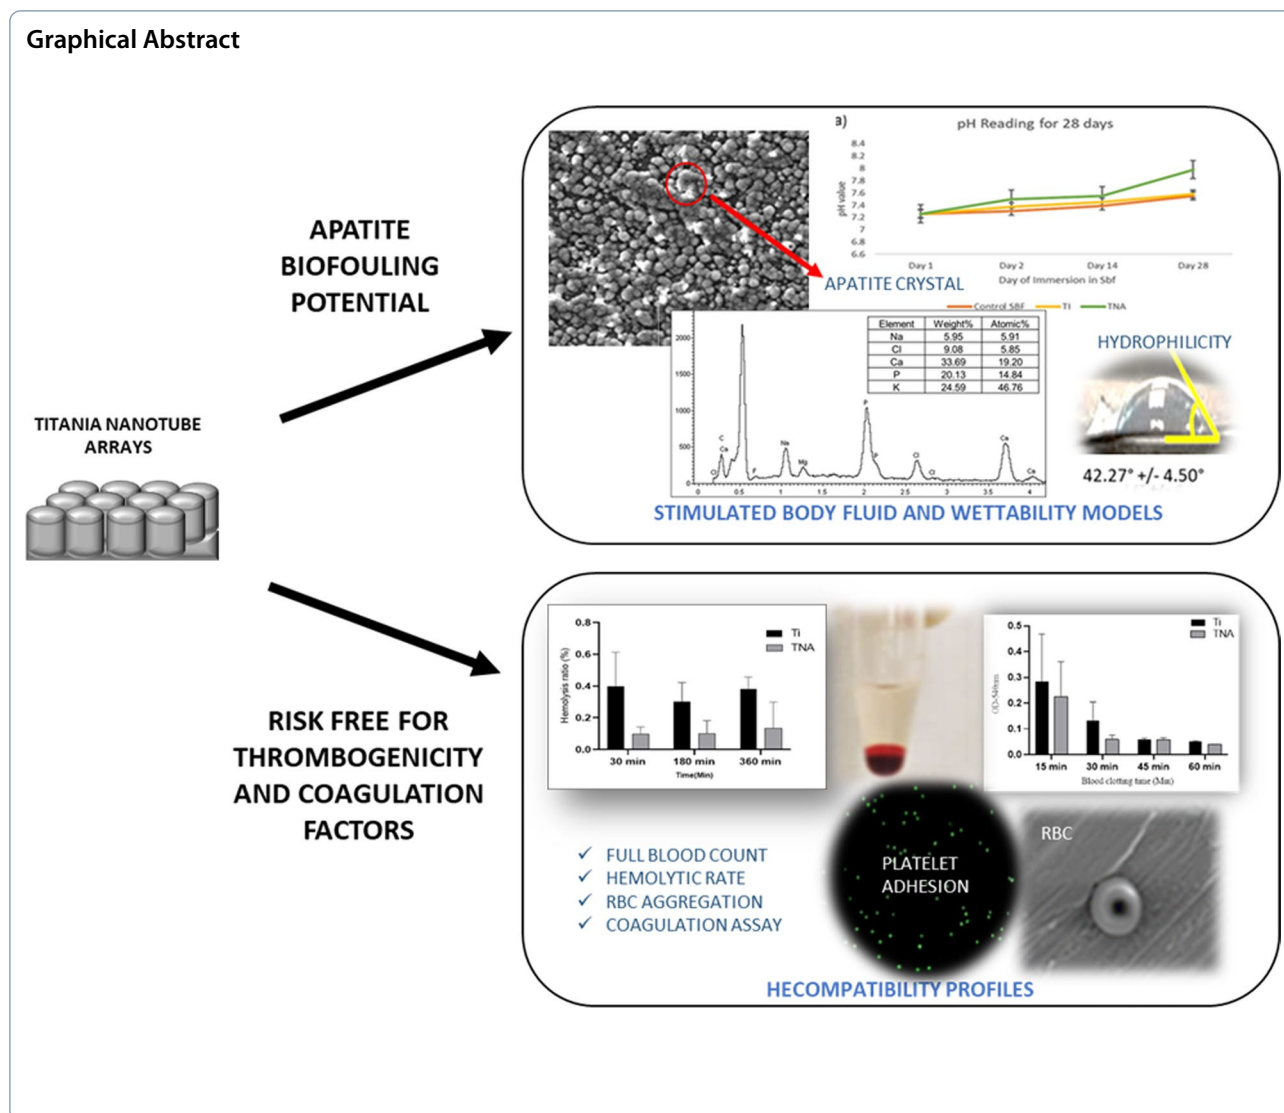 Graphical Abstract
APATITE
BIOFOULING
POTENTIAL
TITANIA NANOTUBE
ARRAYS
RISK FREE FOR
THROMBOGENICITY
AND COAGULATION
FACTORS
a)
pH Reading for 28 days
pH value
8.4
8.2
8
7.8
7.6
7.4
7.2
7
6.8
6.6
Day 1 Day 2 Day 14 Day 28
Day of Immersion in Sbf
Control SBF TI TNA
APATITE CRYSTAL
Element Weight% Atomic%
Na 5.95 5.91
Cl 9.08 5.85
Ca 33.69 19.20
P 20.13 14.84
K 24.59 46.76
2000
1500
1000
500
0
C
Ca
Cl
F
Na
Mg
P
P
Cl
Cl
Ca
Ca
0 0.5 1 1.5 2 2.5 3 3.5 4
HYDROPHILICITY
42.27° +/- 4.50°
STIMULATED BODY FLUID AND WETTABILITY MODELS
Hemolysis ratio (%)
0.8
0.6
0.4
0.2
0.0
Ti
TNA
30 min 180 min 360 min
Time(Min)
0.5
0.4
0.3
0.2
0.1
0.0
Ti
TNA
15 min 30 min 45 min 60 min
Blood clotting time (Min)
✓ FULL BLOOD COUNT
✓ HEMOLYTIC RATE
✓ RBC AGGREGATION
✓ COAGULATION ASSAY
PLATELET
ADHESION
RBC
HECOMPATIBILITY PROFILES